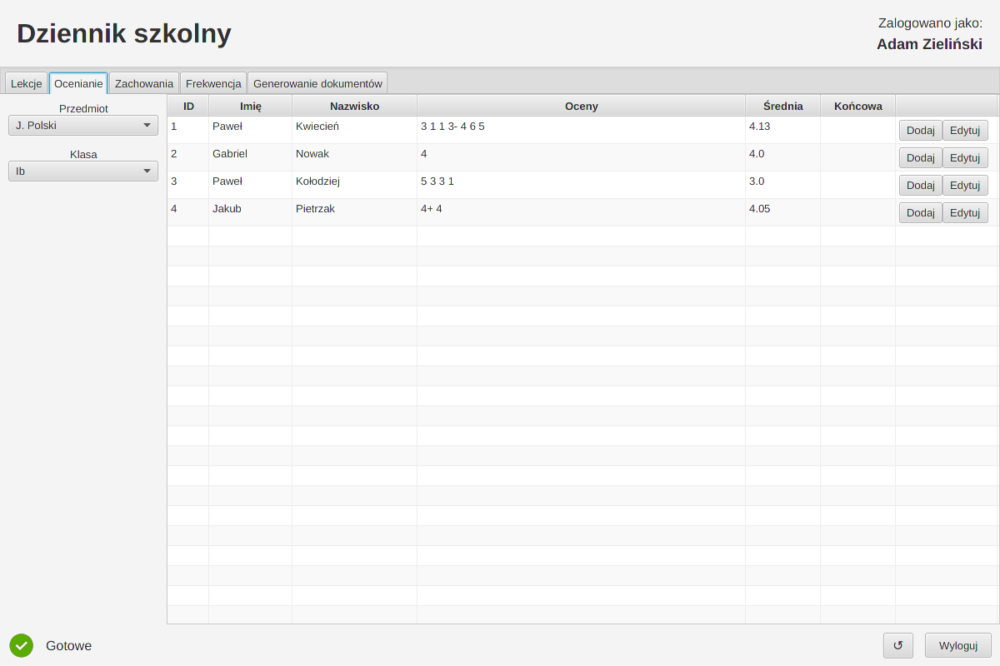 Dziennik szkolny
Zalogowano jako:
Adam Zieliński
Lekcje Ocenianie Zachowania Frekwencja Generowanie dokumentów
Przedmiot
J. Polski
Klasa
Ib
ID Imię Nazwisko Oceny Średnia Końcowa
1 Paweł Kwiecień 3 1 1 3- 4 6 5 4.13 Dodaj Edytuj
2 Gabriel Nowak 4 4.0 Dodaj Edytuj
3 Paweł Kołodziej 5 3 3 1 3.0 Dodaj Edytuj
4 Jakub Pietrzak 4+ 4 4.05 Dodaj Edytuj
Gotowe
↺ Wyloguj